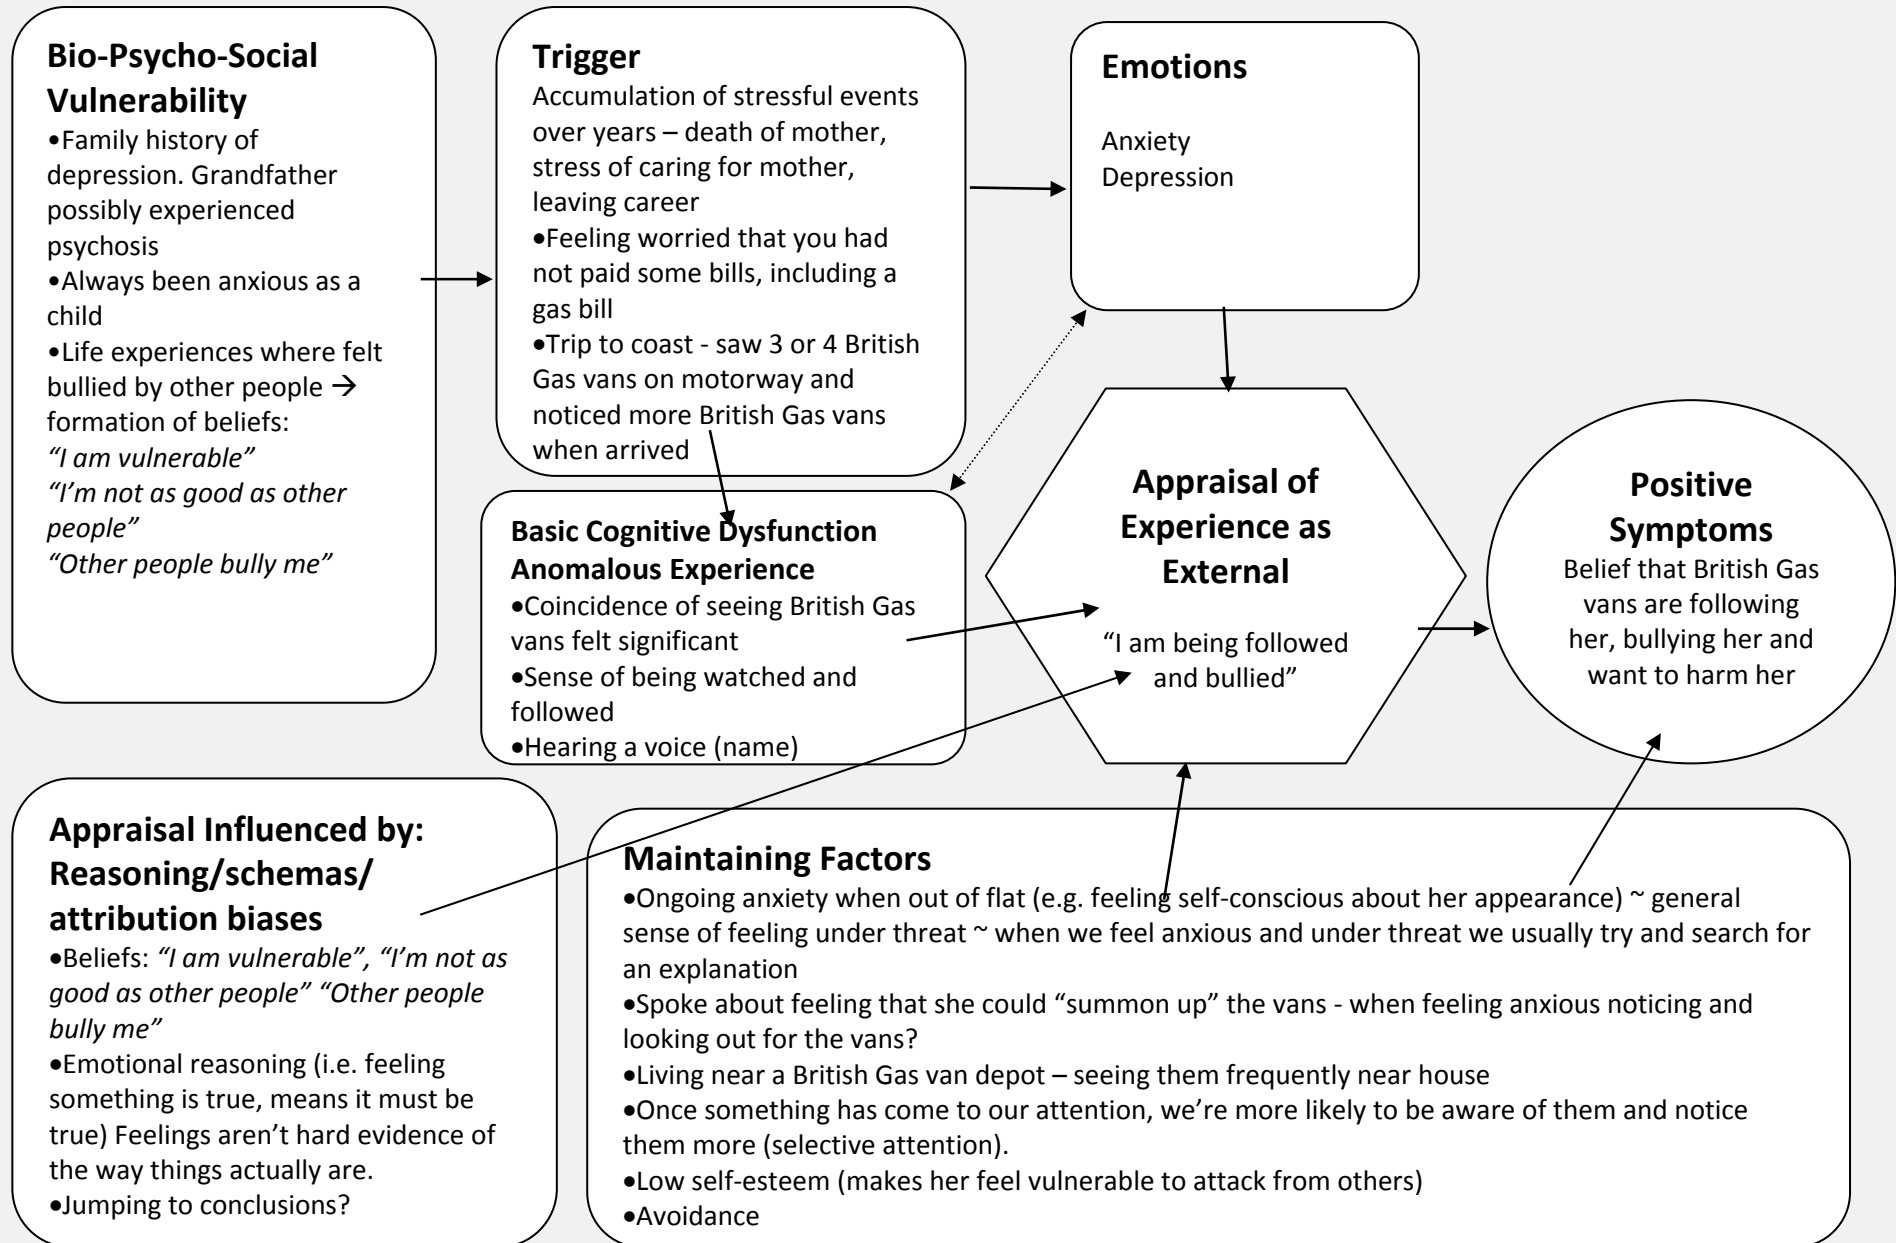 Bio-Psycho-Social
Vulnerability
•Family history of
depression. Grandfather
possibly experienced
psychosis
•Always been anxious as a
child
•Life experiences where felt
bullied by other people →
formation of beliefs:
“I am vulnerable”
“I’m not as good as other
people”
“Other people bully me”
Trigger
Accumulation of stressful events
over years – death of mother,
stress of caring for mother,
leaving career
•Feeling worried that you had
not paid some bills, including a
gas bill
•Trip to coast - saw 3 or 4 British
Gas vans on motorway and
noticed more British Gas vans
when arrived
Emotions
Anxiety
Depression
Basic Cognitive Dysfunction
Anomalous Experience
•Coincidence of seeing British Gas
vans felt significant
•Sense of being watched and
followed
•Hearing a voice (name)
Appraisal of
Experience as
External
“I am being followed
and bullied”
Positive
Symptoms
Belief that British Gas
vans are following
her, bullying her and
want to harm her
Appraisal Influenced by:
Reasoning/schemas/
attribution biases
•Beliefs: “I am vulnerable”, “I’m not as
good as other people” “Other people
bully me”
•Emotional reasoning (i.e. feeling
something is true, means it must be
true) Feelings aren’t hard evidence of
the way things actually are.
•Jumping to conclusions?
Maintaining Factors
•Ongoing anxiety when out of flat (e.g. feeling self-conscious about her appearance) ~ general
sense of feeling under threat ~ when we feel anxious and under threat we usually try and search for
an explanation
•Spoke about feeling that she could “summon up” the vans - when feeling anxious noticing and
looking out for the vans?
•Living near a British Gas van depot – seeing them frequently near house
•Once something has come to our attention, we’re more likely to be aware of them and notice
them more (selective attention).
•Low self-esteem (makes her feel vulnerable to attack from others)
•Avoidance